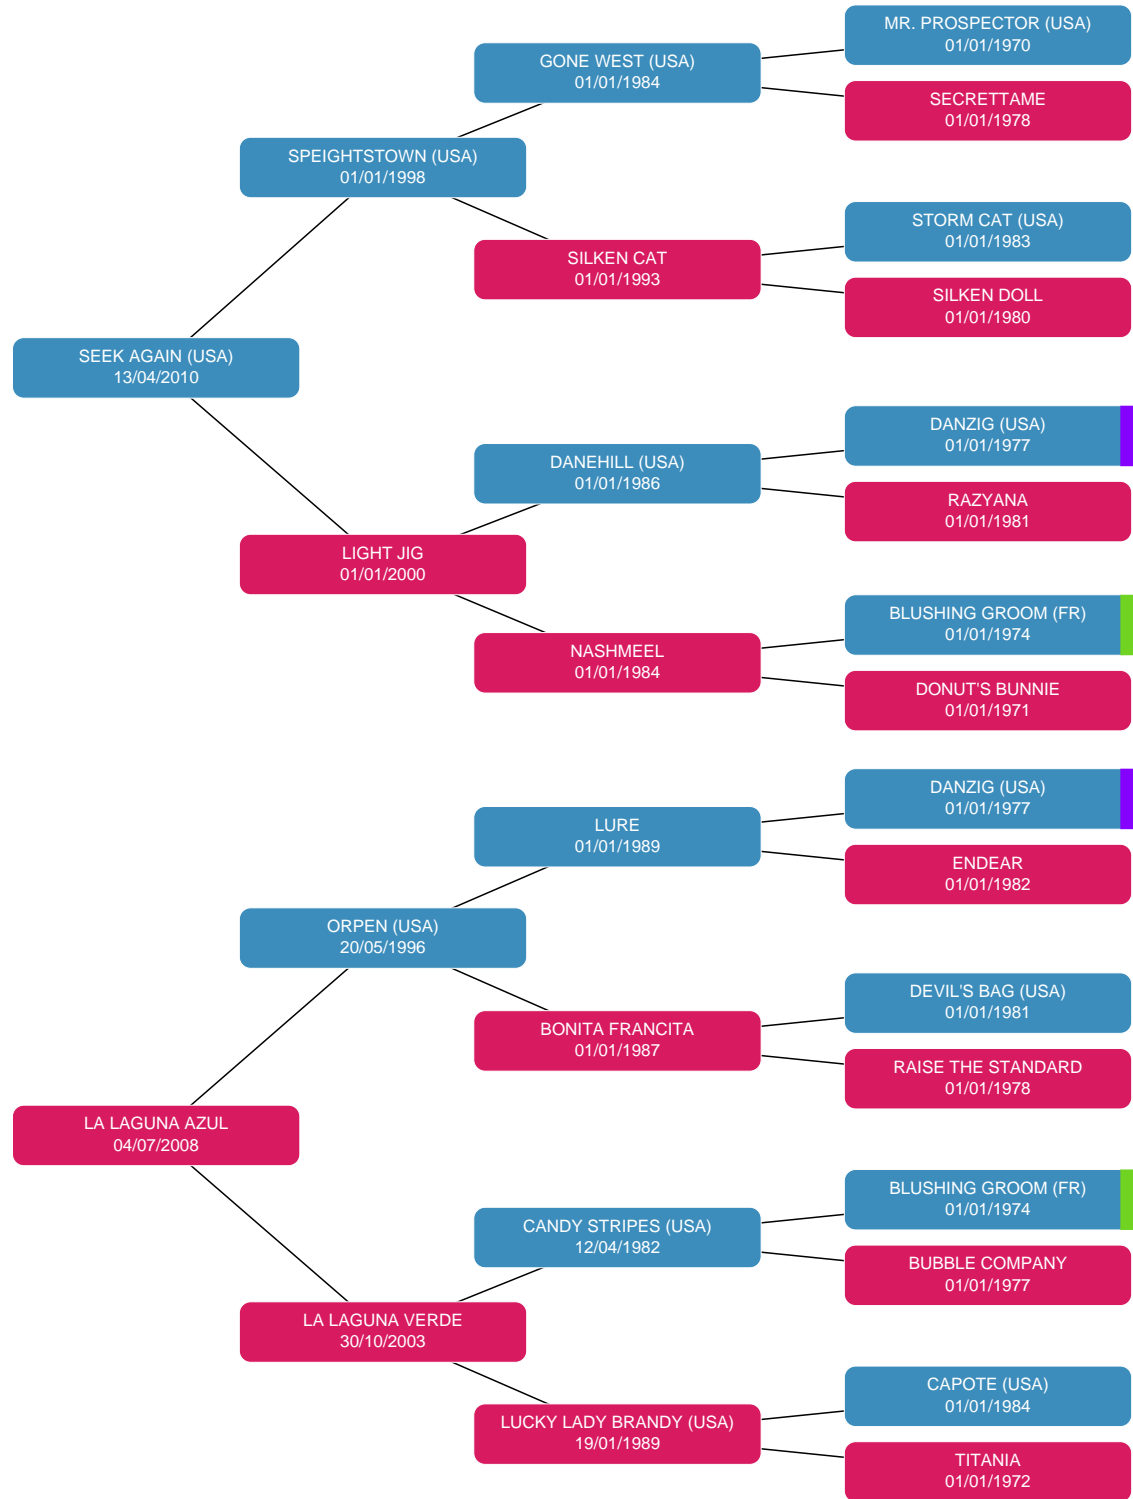 MR. PROSPECTOR (USA)
01/01/1970
GONE WEST (USA)
01/01/1984
SECRETTAME
01/01/1978
SPEIGHTSTOWN (USA)
01/01/1998
STORM CAT (USA)
01/01/1983
SILKEN CAT
01/01/1993
SILKEN DOLL
01/01/1980
SEEK AGAIN (USA)
13/04/2010
DANZIG (USA)
01/01/1977
DANEHILL (USA)
01/01/1986
RAZYANA
01/01/1981
LIGHT JIG
01/01/2000
BLUSHING GROOM (FR)
01/01/1974
NASHMEEL
01/01/1984
DONUT'S BUNNIE
01/01/1971
DANZIG (USA)
01/01/1977
LURE
01/01/1989
ENDEAR
01/01/1982
ORPEN (USA)
20/05/1996
DEVIL'S BAG (USA)
01/01/1981
BONITA FRANCITA
01/01/1987
RAISE THE STANDARD
01/01/1978
LA LAGUNA AZUL
04/07/2008
BLUSHING GROOM (FR)
01/01/1974
CANDY STRIPES (USA)
12/04/1982
BUBBLE COMPANY
01/01/1977
LA LAGUNA VERDE
30/10/2003
CAPOTE (USA)
01/01/1984
LUCKY LADY BRANDY (USA)
19/01/1989
TITANIA
01/01/1972